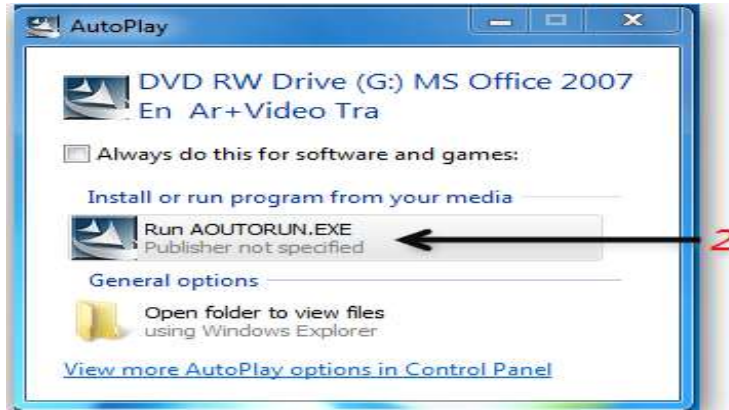 AutoPlay
DVD RW Drive (G:) MS Office 2007
En Ar+Video Tra
Always do this for software and games:
Install or run program from your media
Run AOUTORUN.EXE
Publisher not specified
2
General options
Open folder to view files
using Windows Explorer
View more AutoPlay options in Control Panel